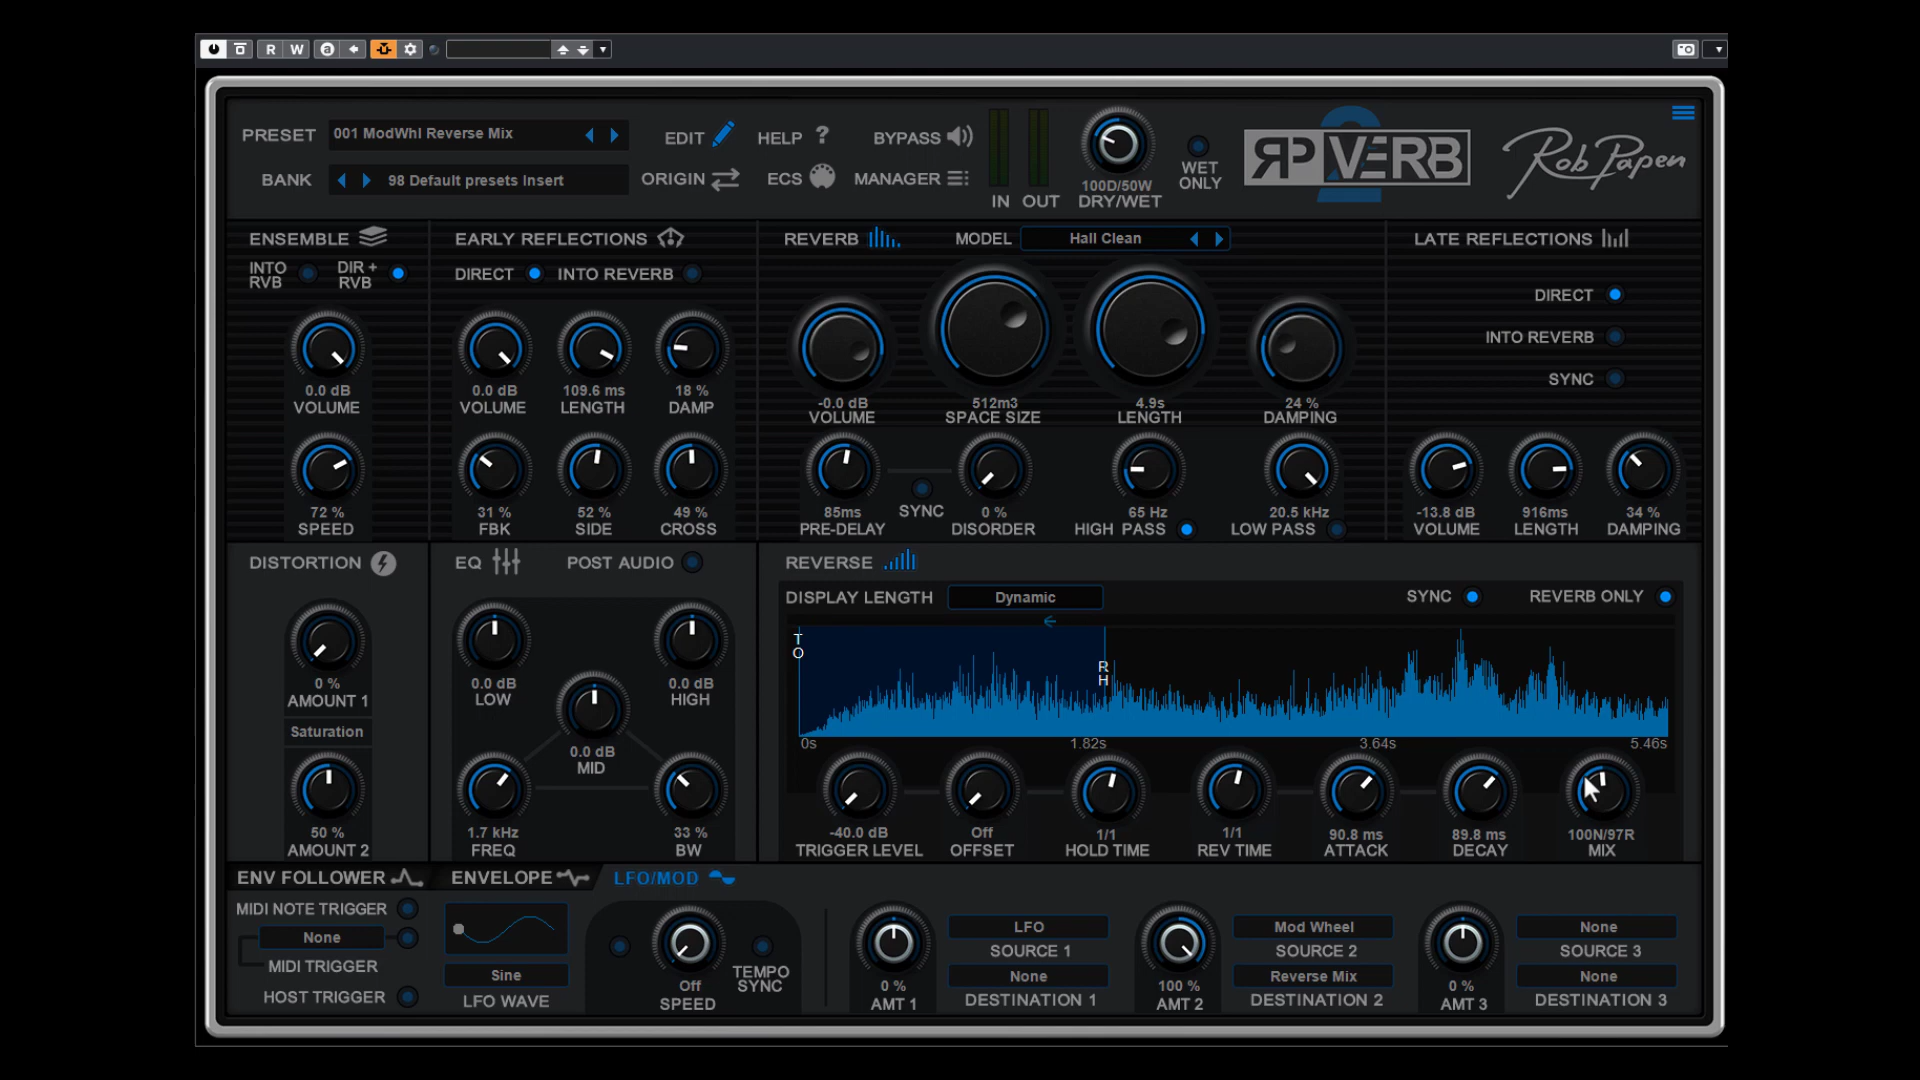 R W a
PRESET 001 ModWhl Reverse Mix
EDIT HELP ? BYPASS
BANK 98 Default presets Insert
ORIGIN ECS MANAGER
IN OUT
100D/50W
DRY/WET
WET
ONLY
RP VERB 2
Rob Papen
ENSEMBLE
INTO
RVB
DIR +
RVB
0.0 dB
VOLUME
72 %
SPEED
EARLY REFLECTIONS
DIRECT INTO REVERB
0.0 dB 109.6 ms 18 %
VOLUME LENGTH DAMP
31 % 52 % 49 %
FBK SIDE CROSS
REVERB MODEL Hall Clean
-0.0 dB 512m3 4.9s 24 %
VOLUME SPACE SIZE LENGTH DAMPING
85ms 0 % 65 Hz 20.5 kHz
PRE-DELAY SYNC DISORDER HIGH PASS LOW PASS
LATE REFLECTIONS
DIRECT
INTO REVERB
SYNC
-13.8 dB 916ms 34 %
VOLUME LENGTH DAMPING
DISTORTION
0 %
AMOUNT 1
Saturation
50 %
AMOUNT 2
EQ POST AUDIO
0.0 dB 0.0 dB
LOW HIGH
0.0 dB
MID
1.7 kHz 33 %
FREQ BW
REVERSE
DISPLAY LENGTH Dynamic SYNC REVERB ONLY
T
O
R
H
0s 1.82s 3.64s 5.46s
-40.0 dB Off 1/1 1/1 90.8 ms 89.8 ms 100N/97R
TRIGGER LEVEL OFFSET HOLD TIME REV TIME ATTACK DECAY MIX
ENV FOLLOWER ENVELOPE LFO/MOD
MIDI NOTE TRIGGER
None
MIDI TRIGGER
HOST TRIGGER
Sine
LFO WAVE
Off
SPEED
TEMPO
SYNC
0 %
AMT 1
LFO
SOURCE 1
None
DESTINATION 1
100 %
AMT 2
Mod Wheel
SOURCE 2
Reverse Mix
DESTINATION 2
0 %
AMT 3
None
SOURCE 3
None
DESTINATION 3